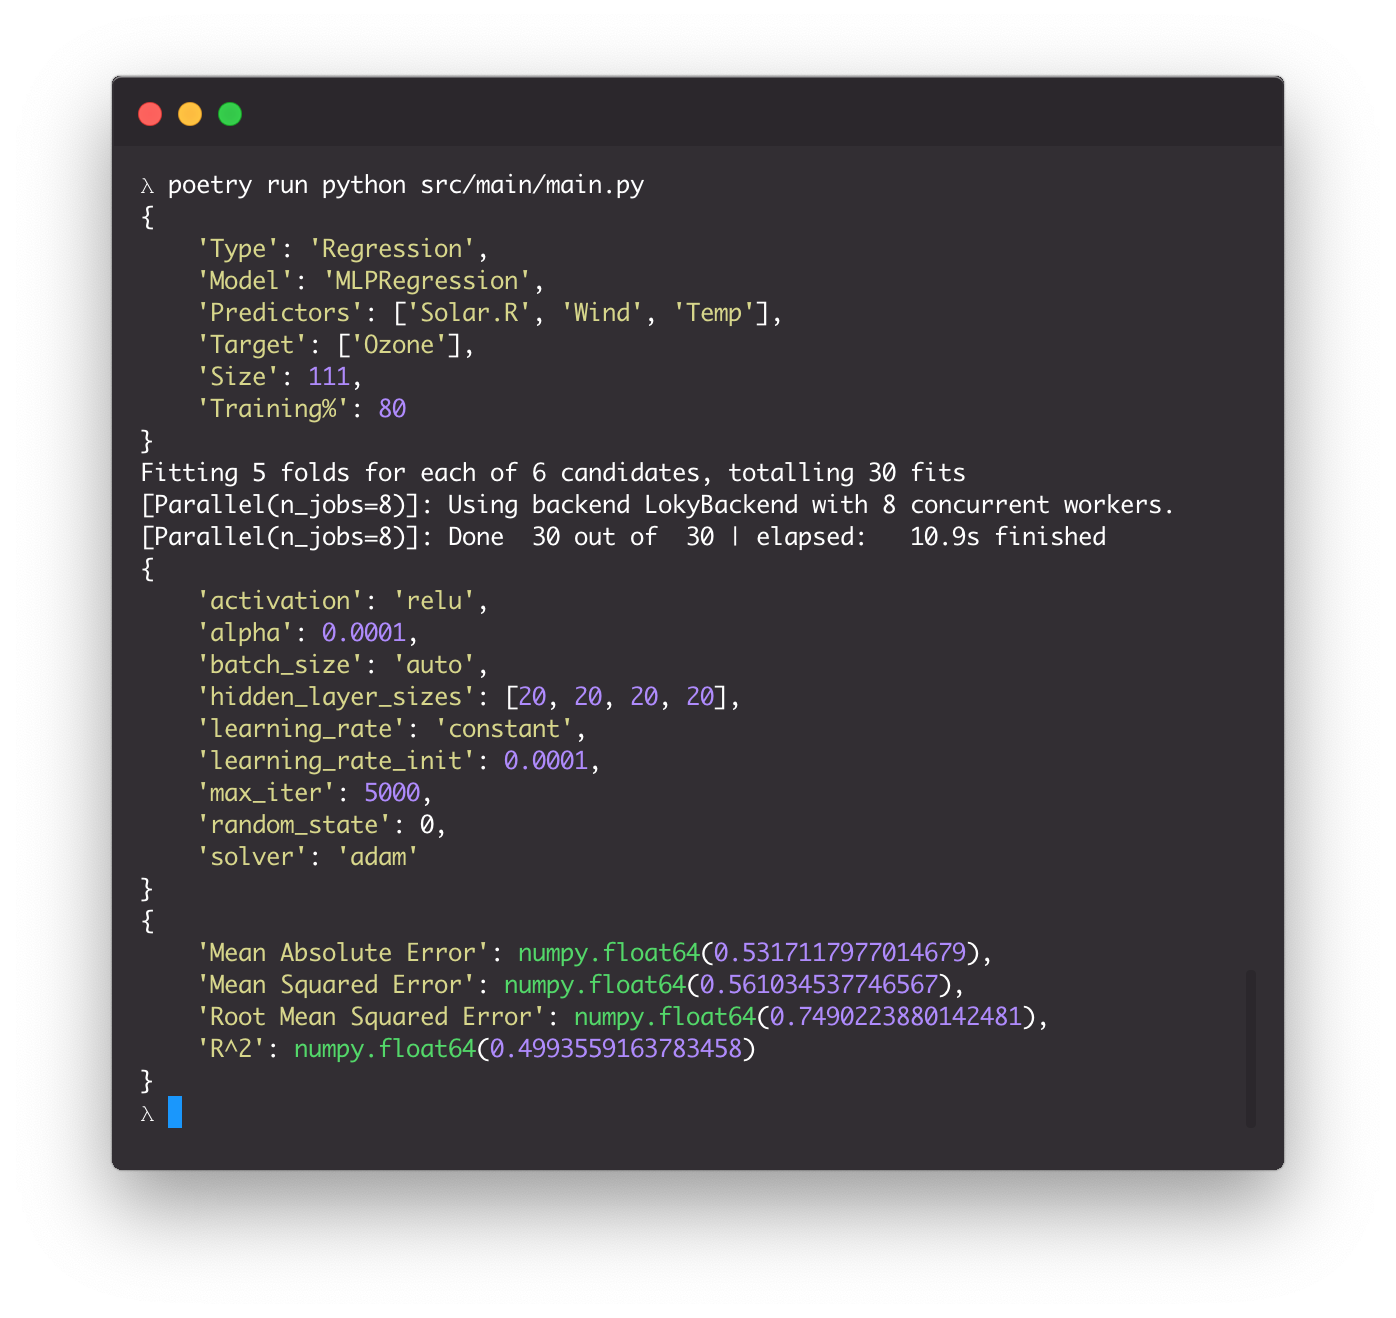 λ poetry run python src/main/main.py
{
    'Type': 'Regression',
    'Model': 'MLPRegression',
    'Predictors': ['Solar.R', 'Wind', 'Temp'],
    'Target': ['Ozone'],
    'Size': 111,
    'Training%': 80
}
Fitting 5 folds for each of 6 candidates, totalling 30 fits
[Parallel(n_jobs=8)]: Using backend LokyBackend with 8 concurrent workers.
[Parallel(n_jobs=8)]: Done  30 out of  30 | elapsed:   10.9s finished
{
    'activation': 'relu',
    'alpha': 0.0001,
    'batch_size': 'auto',
    'hidden_layer_sizes': [20, 20, 20, 20],
    'learning_rate': 'constant',
    'learning_rate_init': 0.0001,
    'max_iter': 5000,
    'random_state': 0,
    'solver': 'adam'
}
{
    'Mean Absolute Error': numpy.float64(0.5317117977014679),
    'Mean Squared Error': numpy.float64(0.561034537746567),
    'Root Mean Squared Error': numpy.float64(0.7490223880142481),
    'R^2': numpy.float64(0.4993559163783458)
}
λ